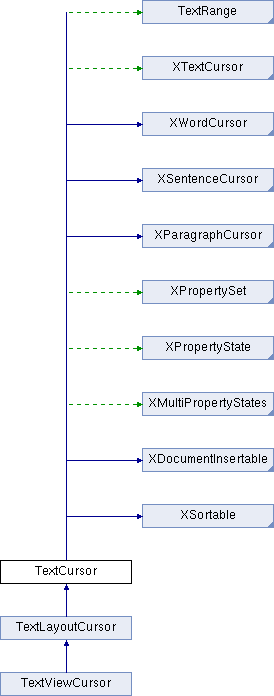 TextRange
XTextCursor
XWordCursor
XSentenceCursor
XParagraphCursor
XPropertySet
XPropertyState
XMultiPropertyStates
XDocumentInsertable
XSortable
TextCursor
TextLayoutCursor
TextViewCursor